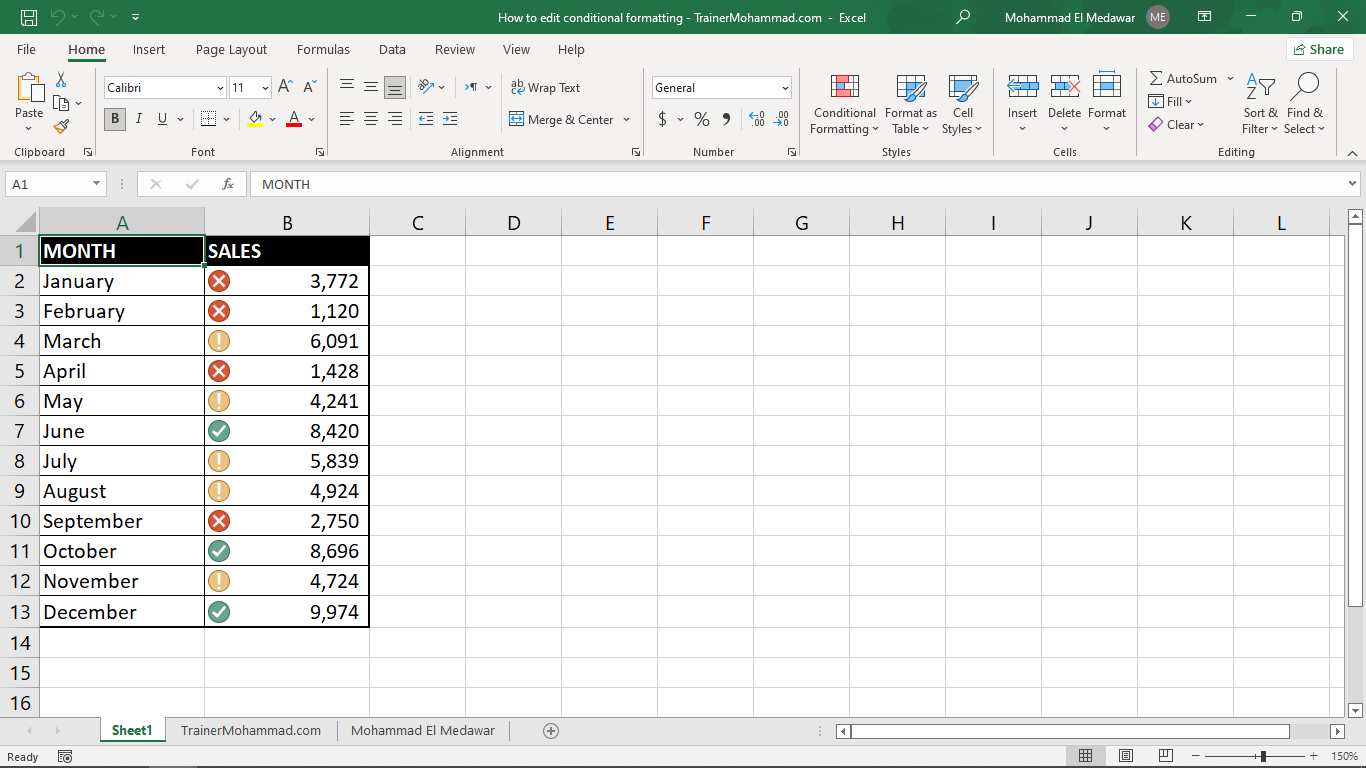 How to edit conditional formatting - TrainerMohammad.com - Excel
Mohammad El Medawar ME
File Home Insert Page Layout Formulas Data Review View Help
Share
Paste
Clipboard
Calibri 11
B I U
A
Font
Wrap Text
Merge & Center
Alignment
General
$ % 9
Number
Conditional Formatting
Format as Table
Cell Styles
Styles
Insert Delete Format
Cells
AutoSum
Fill
Clear
Sort & Filter
Find & Select
Editing
A1 fx MONTH
A B C D E F G H I J K L
1 MONTH SALES
2 January 3,772
3 February 1,120
4 March 6,091
5 April 1,428
6 May 4,241
7 June 8,420
8 July 5,839
9 August 4,924
10 September 2,750
11 October 8,696
12 November 4,724
13 December 9,974
14
15
16
Sheet1 TrainerMohammad.com Mohammad El Medawar
Ready 150%